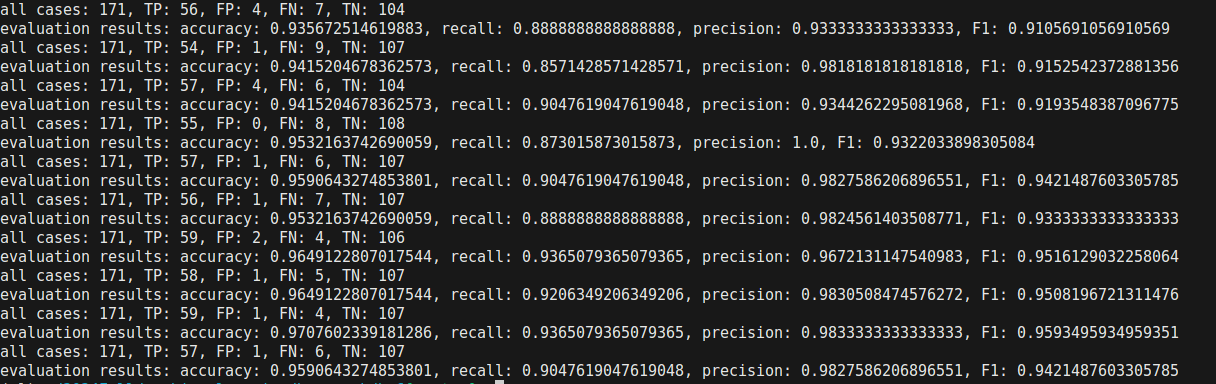 all cases: 171, TP: 56, FP: 4, FN: 7, TN: 104
evaluation results: accuracy: 0.935672514619883, recall: 0.8888888888888888, precision: 0.9333333333333333, F1: 0.9105691056910569
all cases: 171, TP: 54, FP: 1, FN: 9, TN: 107
evaluation results: accuracy: 0.9415204678362573, recall: 0.8571428571428571, precision: 0.9818181818181818, F1: 0.9152542372881356
all cases: 171, TP: 57, FP: 4, FN: 6, TN: 104
evaluation results: accuracy: 0.9415204678362573, recall: 0.9047619047619048, precision: 0.9344262295081968, F1: 0.9193548387096775
all cases: 171, TP: 55, FP: 0, FN: 8, TN: 108
evaluation results: accuracy: 0.9532163742690059, recall: 0.873015873015873, precision: 1.0, F1: 0.9322033898305084
all cases: 171, TP: 57, FP: 1, FN: 6, TN: 107
evaluation results: accuracy: 0.9590643274853801, recall: 0.9047619047619048, precision: 0.9827586206896551, F1: 0.9421487603305785
all cases: 171, TP: 56, FP: 1, FN: 7, TN: 107
evaluation results: accuracy: 0.9532163742690059, recall: 0.8888888888888888, precision: 0.9824561403508771, F1: 0.9333333333333333
all cases: 171, TP: 59, FP: 2, FN: 4, TN: 106
evaluation results: accuracy: 0.9649122807017544, recall: 0.9365079365079365, precision: 0.9672131147540983, F1: 0.9516129032258064
all cases: 171, TP: 58, FP: 1, FN: 5, TN: 107
evaluation results: accuracy: 0.9649122807017544, recall: 0.9206349206349206, precision: 0.9830508474576272, F1: 0.9508196721311476
all cases: 171, TP: 59, FP: 1, FN: 4, TN: 107
evaluation results: accuracy: 0.9707602339181286, recall: 0.9365079365079365, precision: 0.9833333333333333, F1: 0.9593495934959351
all cases: 171, TP: 57, FP: 1, FN: 6, TN: 107
evaluation results: accuracy: 0.9590643274853801, recall: 0.9047619047619048, precision: 0.9827586206896551, F1: 0.9421487603305785